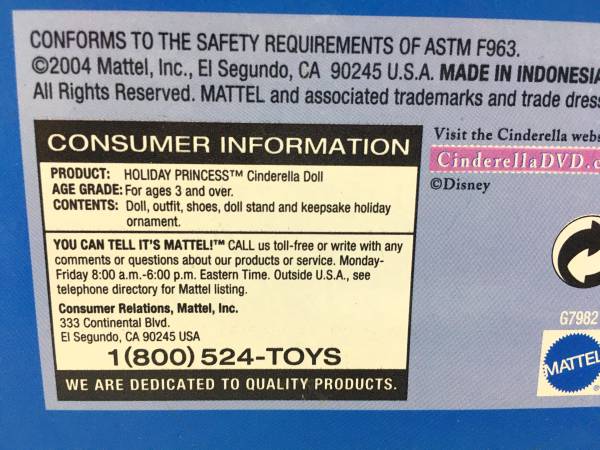 CONFORMS TO THE SAFETY REQUIREMENTS OF ASTM F963.
©2004 Mattel, Inc., El Segundo, CA 90245 U.S.A. MADE IN INDONESIA
All Rights Reserved. MATTEL and associated trademarks and trade dress
CONSUMER INFORMATION
PRODUCT: HOLIDAY PRINCESS™ Cinderella Doll
AGE GRADE: For ages 3 and over.
CONTENTS: Doll, outfit, shoes, doll stand and keepsake holiday
ornament.
YOU CAN TELL IT'S MATTEL!™ CALL us toll-free or write with any
comments or questions about our products or service. Monday-
Friday 8:00 a.m.-6:00 p.m. Eastern Time. Outside U.S.A., see
telephone directory for Mattel listing.
Consumer Relations, Mattel, Inc.
333 Continental Blvd.
El Segundo, CA 90245 USA
1(800) 524-TOYS
WE ARE DEDICATED TO QUALITY PRODUCTS.
Visit the Cinderella webs
CinderellaDVD.c
©Disney
G7982
MATTEL